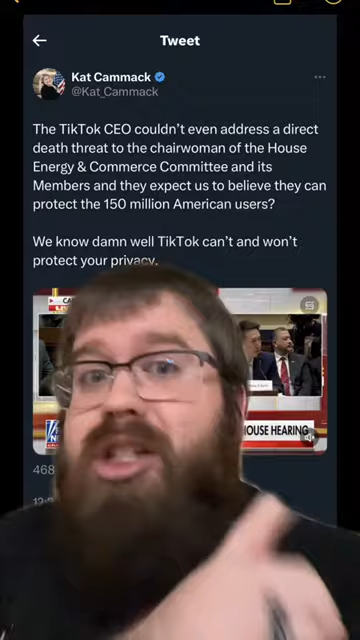 Tweet
Kat Cammack
@Kat_Cammack
The TikTok CEO couldn't even address a direct
death threat to the chairwoman of the House
Energy & Commerce Committee and its
Members and they expect us to believe they can
protect the 150 million American users?
We know damn well TikTok can't and won't
protect your privacy.
HOUSE HEARING
468